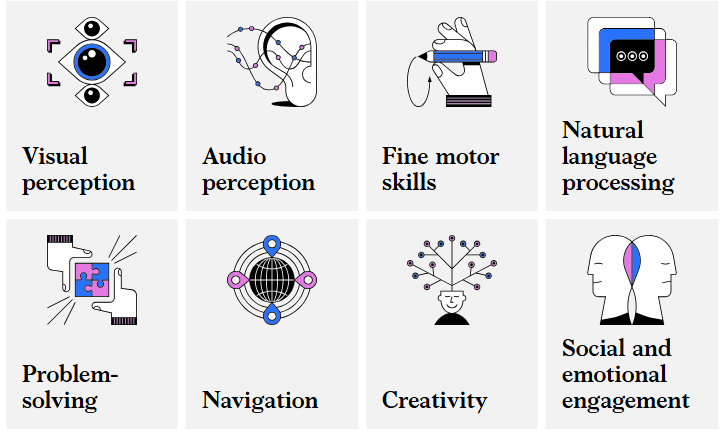 Visual
perception
Audio
perception
Fine motor
skills
Natural
language
processing
Problem-
solving
Navigation
Creativity
Social and
emotional
engagement